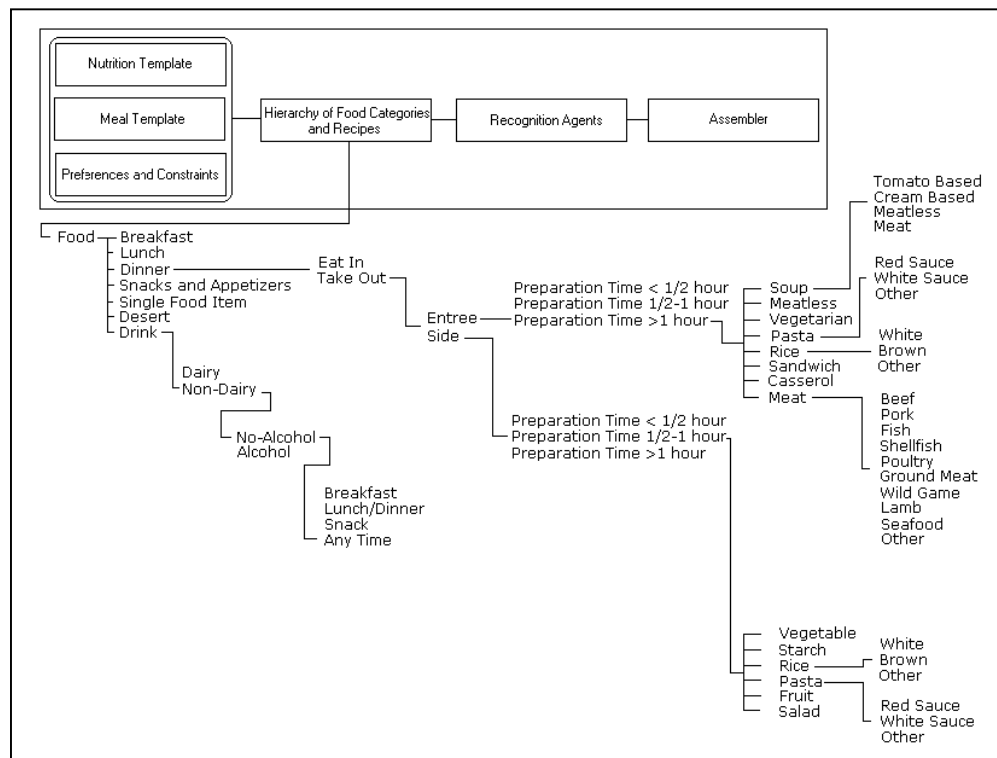 Nutrition Template
Meal Template
Preferences and Constraints
Hierarchy of Food Categories
and Recipes
Recognition Agents
Assembler
Food
Breakfast
Lunch
Dinner
Snacks and Appetizers
Single Food Item
Desert
Drink
Dairy
Non-Dairy
No-Alcohol
Alcohol
Breakfast
Lunch/Dinner
Snack
Any Time
Eat In
Take Out
Entree
Side
Preparation Time < 1/2 hour
Preparation Time 1/2-1 hour
Preparation Time >1 hour
Soup
Meatless
Vegetarian
Pasta
Rice
Sandwich
Casserol
Meat
Tomato Based
Cream Based
Meatless
Meat
Red Sauce
White Sauce
Other
White
Brown
Other
Beef
Pork
Fish
Shellfish
Poultry
Ground Meat
Wild Game
Lamb
Seafood
Other
Preparation Time < 1/2 hour
Preparation Time 1/2-1 hour
Preparation Time >1 hour
Vegetable
Starch
Rice
Pasta
Fruit
Salad
White
Brown
Other
Red Sauce
White Sauce
Other